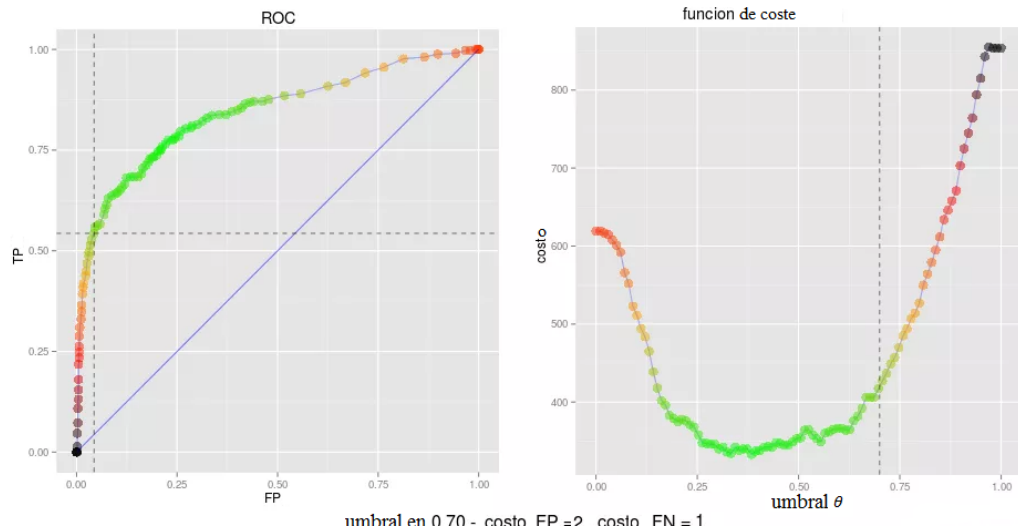 ROC
TP
1.00
0.75
0.50
0.25
0.00
0.00 0.25 0.50 0.75 1.00
FP
funcion de coste
costo
800
700
600
500
400
0.00 0.25 0.50 0.75 1.00
umbral θ
umbral en 0.70 - costo FP =2 costo FN = 1